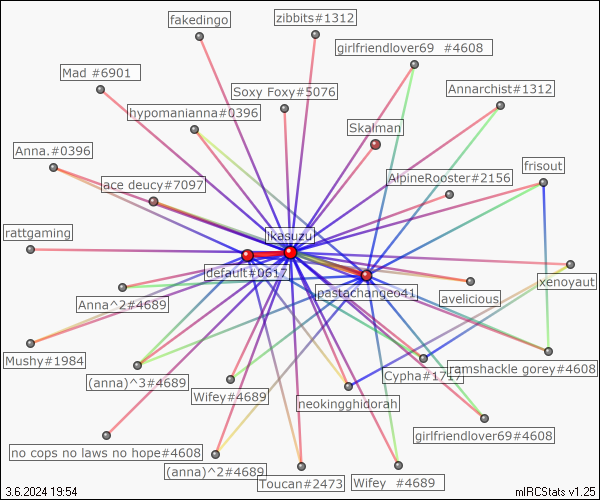 fakedingo
zibbits#1312
girlfriendlover69 #4608
Mad #6901
Annarchist#1312
Soxy Foxy#5076
hypomanianna#0396
Skalman
Anna.#0396
frisout
ace deucy#7097
AlpineRooster#2156
rattgaming
ikasuzu
default#0617
pastachange041
xenoyaut
Anna^2#4689
avelicious
Mushy#1984
(anna)^3#4689
Cypha#1717
ramshackle gorey#4608
Wifey#4689
neokingghidorah
girlfriendlover69#4608
no cops no laws no hope#4608
(anna)^2#4689
Toucan#2473
Wifey #4689
3.6.2024 19:54
mIRCStats v1.25